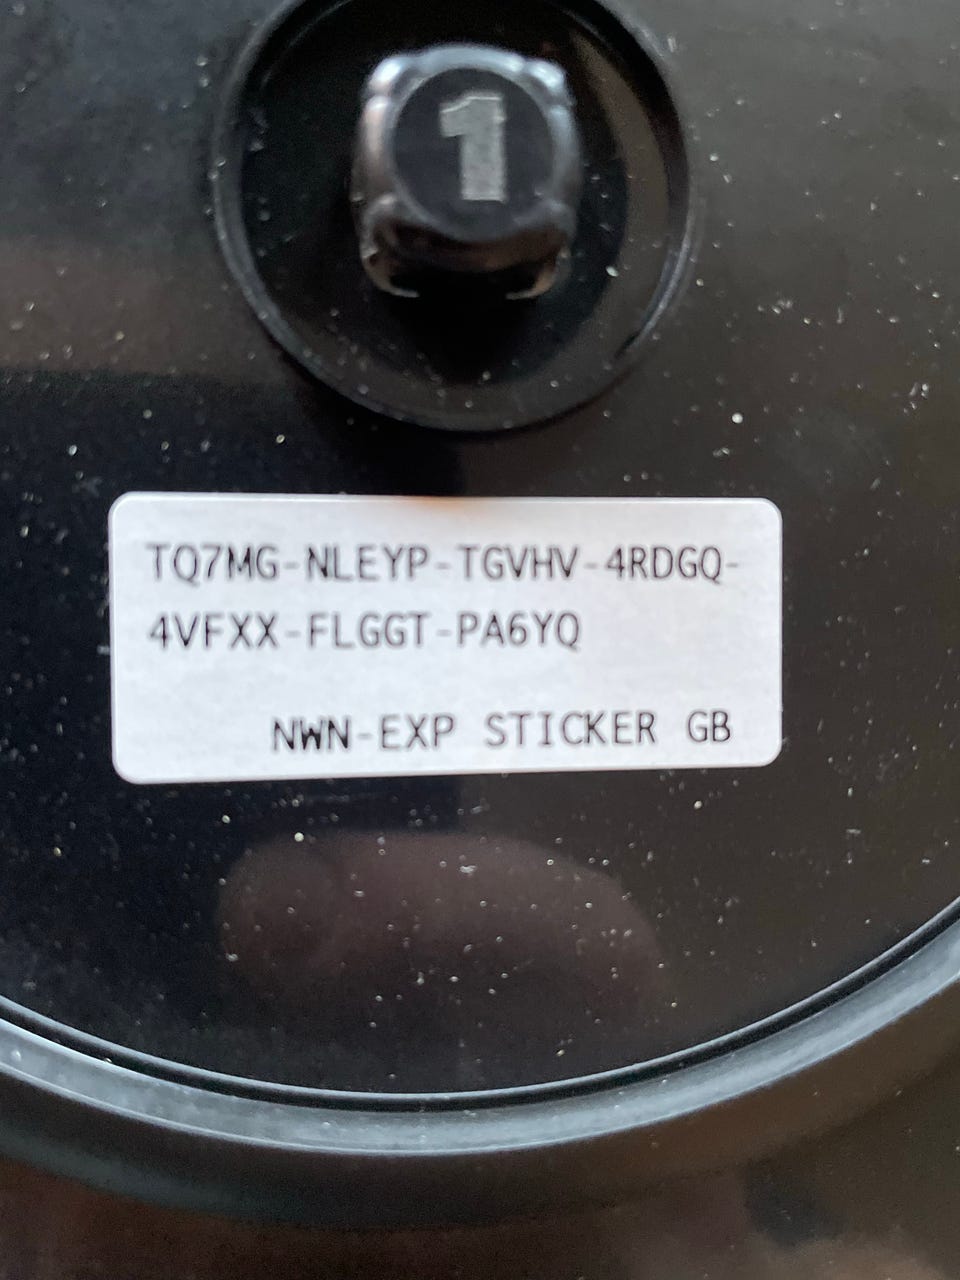 1
TQ7MG-NLEYP-TGVHV-4RDGQ-
4VFXX-FLGGT-PA6YQ
NWN-EXP STICKER GB